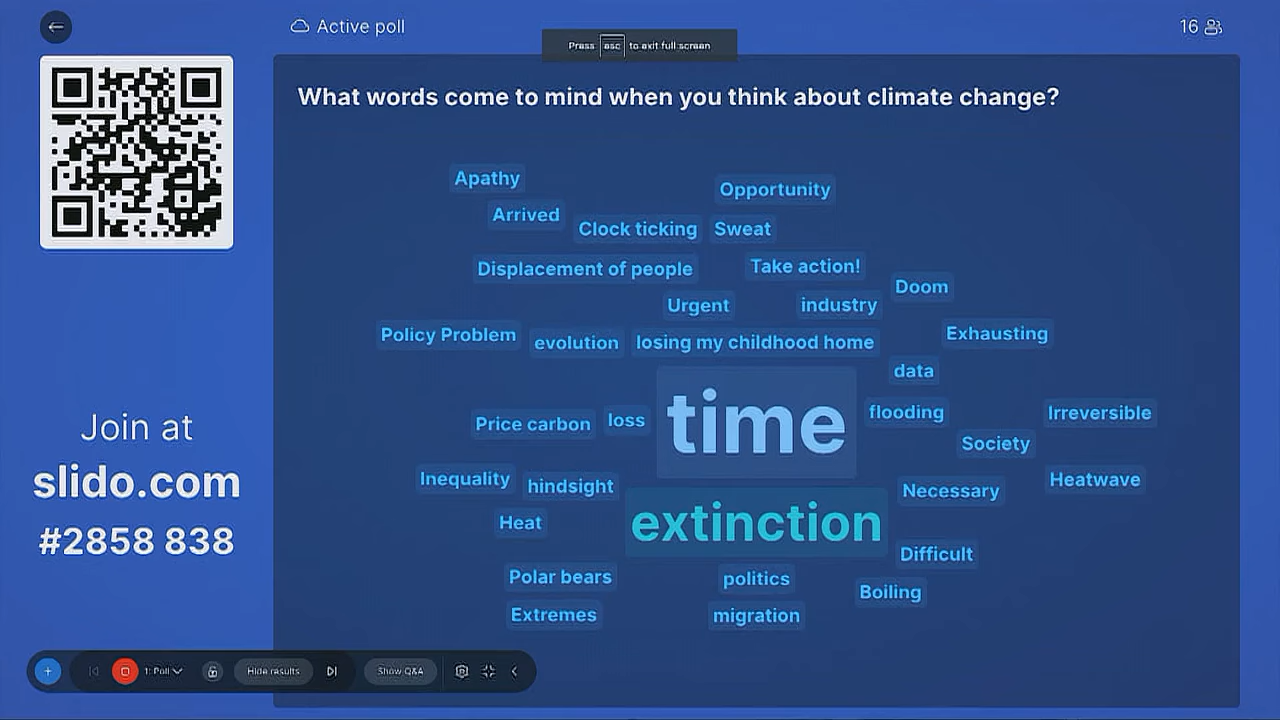 Active poll
16
Press esc to exit full screen
What words come to mind when you think about climate change?
Apathy
Opportunity
Arrived
Clock ticking
Sweat
Displacement of people
Take action!
Doom
Urgent
industry
Policy Problem
evolution
losing my childhood home
Exhausting
data
time
Price carbon
loss
flooding
Irreversible
Society
Inequality
hindsight
Necessary
Heatwave
Heat
extinction
Difficult
Polar bears
politics
Boiling
Extremes
migration
Join at
slido.com
#2858 838
1: Poll
Hide results
Show Q&A